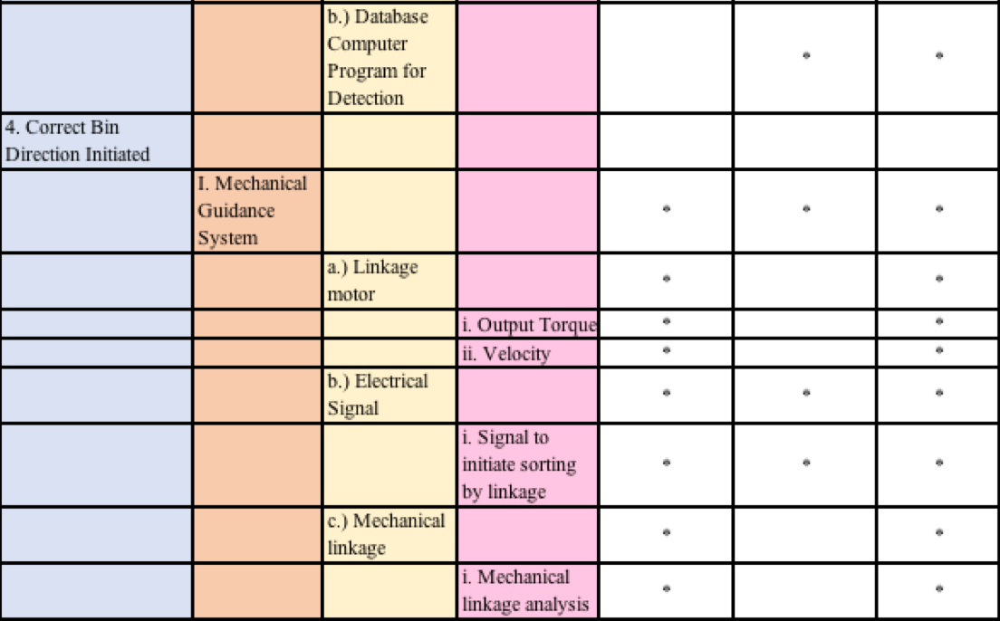 b.) Database
Computer
Program for
Detection
4. Correct Bin
Direction Initiated
I. Mechanical
Guidance
System
a.) Linkage
motor
i. Output Torque
ii. Velocity
b.) Electrical
Signal
i. Signal to
initiate sorting
by linkage
c.) Mechanical
linkage
i. Mechanical
linkage analysis